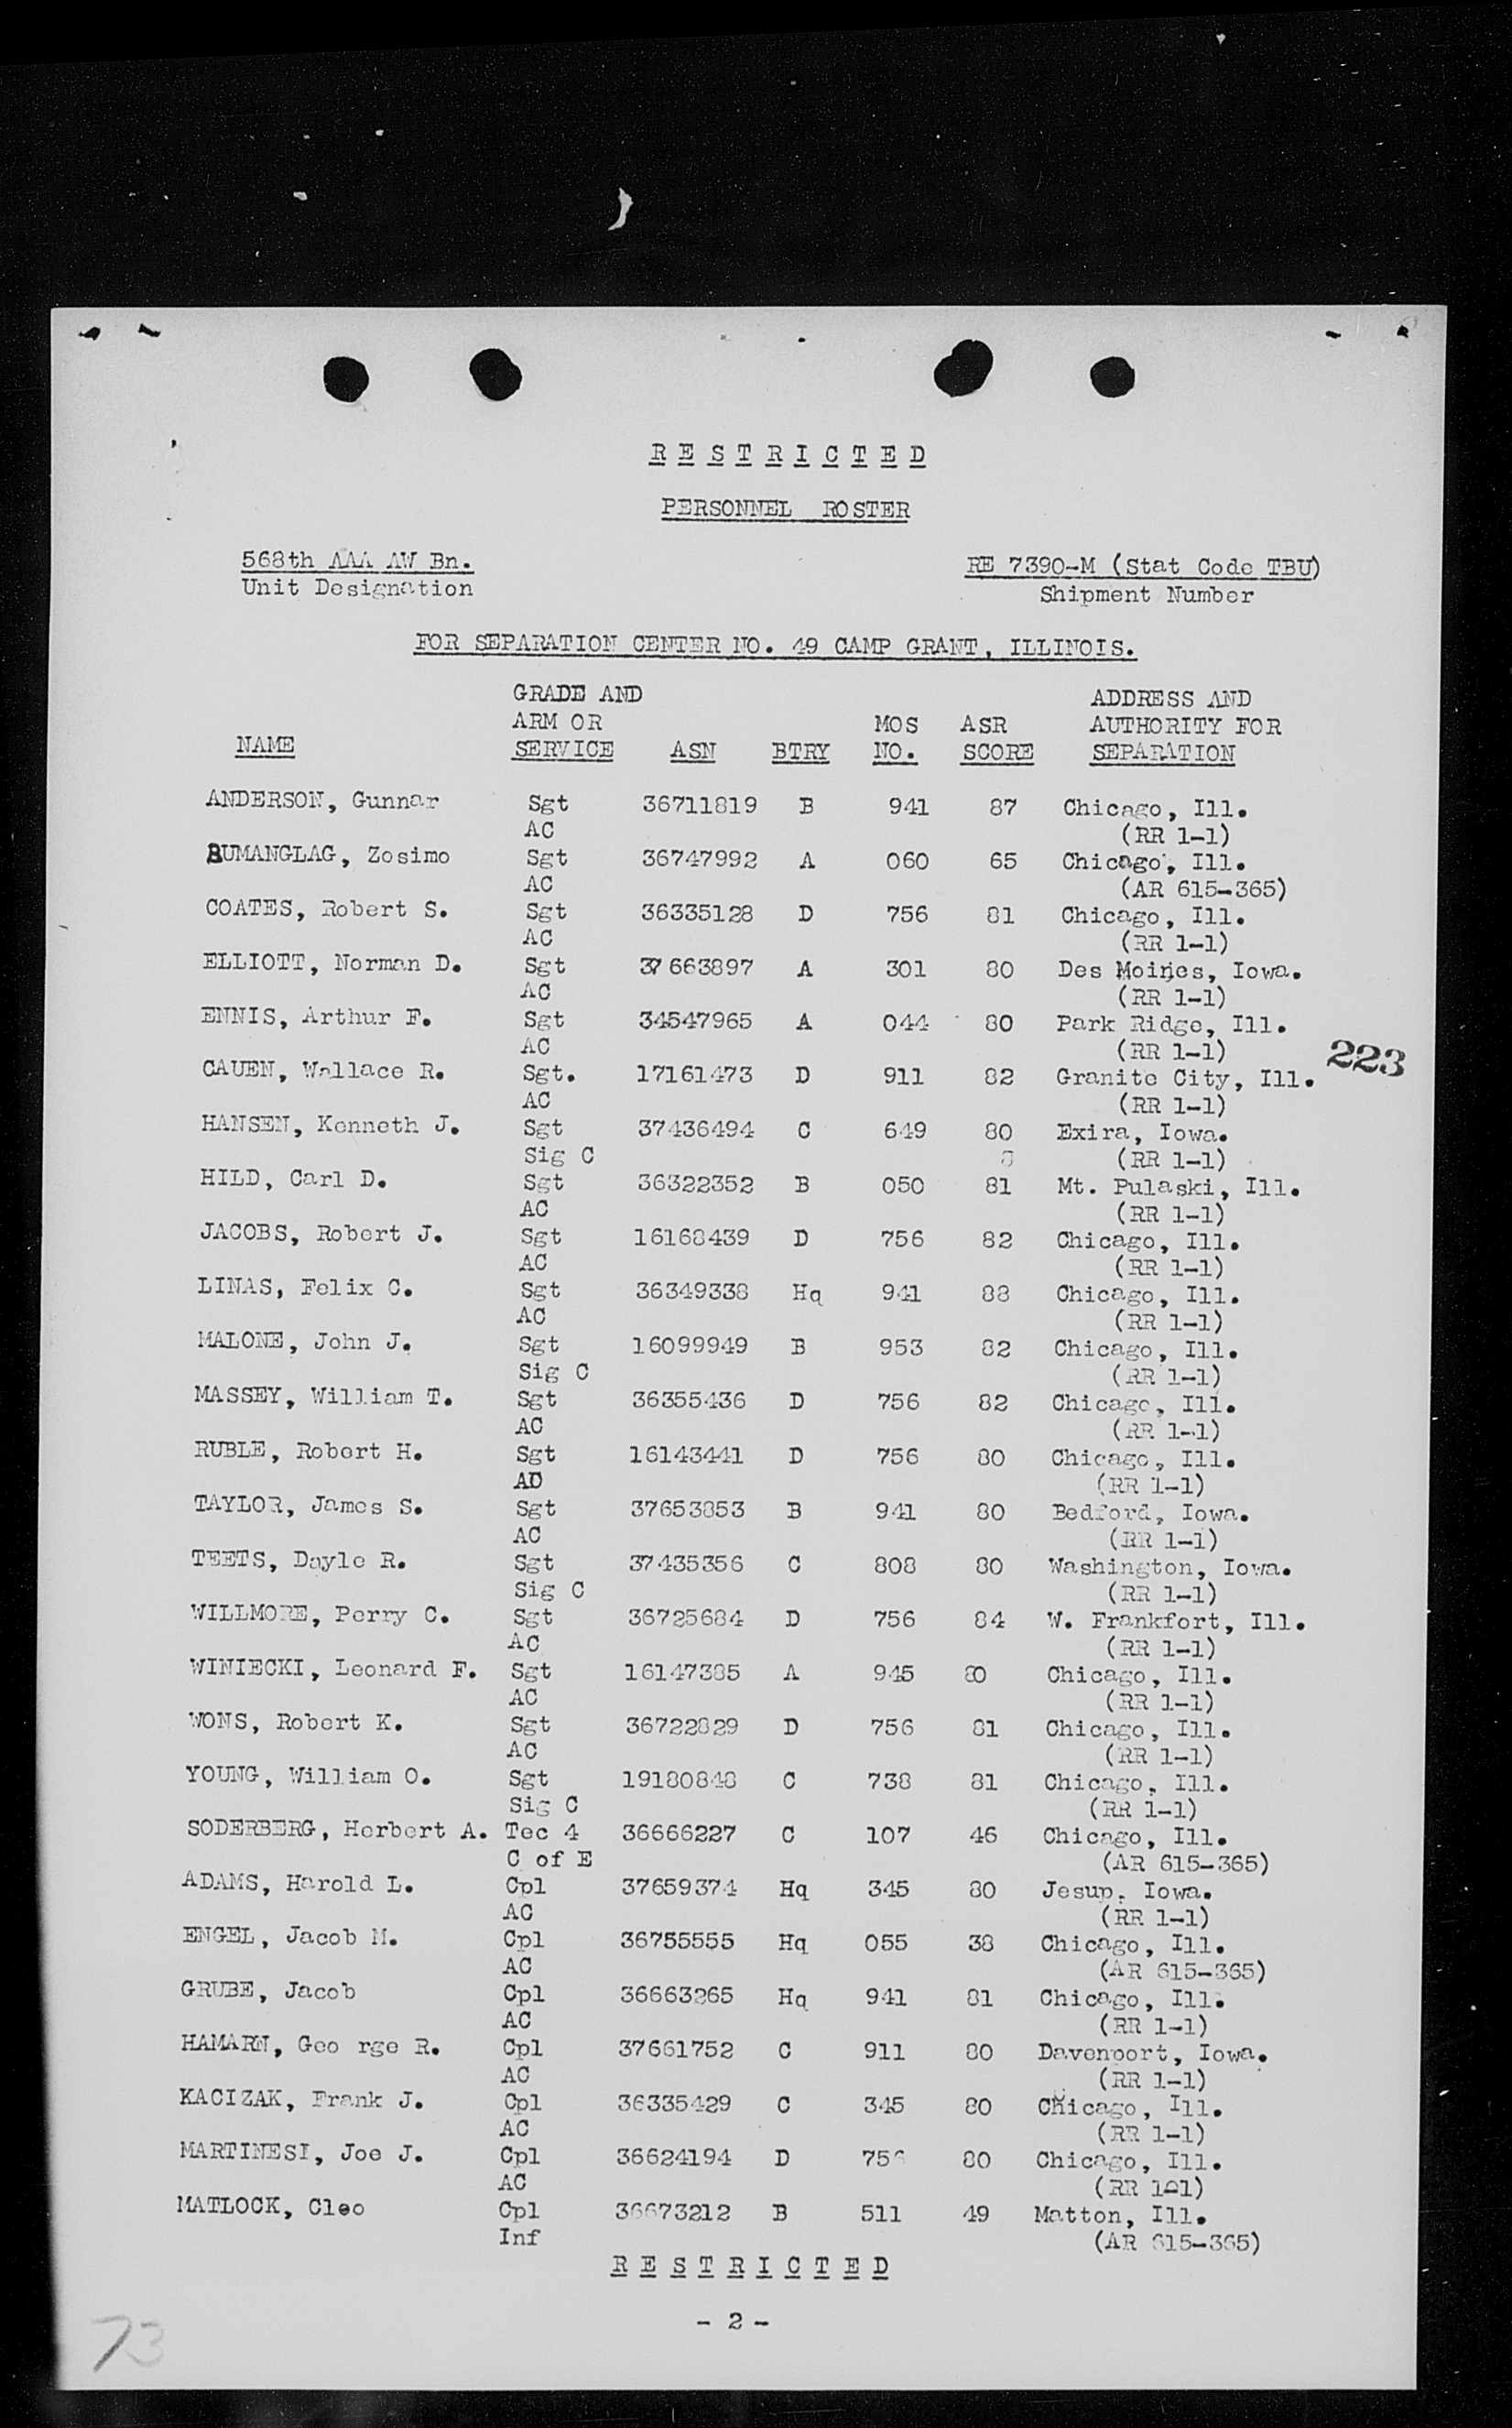 RESTRICTED
PERSONNEL ROSTER
568th AAA AW Bn. RE 7390-M (Stat Code TBU)
Unit Designation Shipment Number
FOR SEPARATION CENTER NO. 49 CAMP GRANT, ILLINOIS.
GRADE AND ADDRESS AND
ARM OR MOS ASR AUTHORITY FOR
NAME SERVICE ASN BTRY NO. SCORE SEPARATION
ANDERSON, Gunnar Sgt 36711819 B 941 87 Chicago, Ill.
AC (RR 1-1)
BUMANGLAG, Zosimo Sgt 36747992 A 060 65 Chicago, Ill.
AC (AR 615-365)
COATES, Robert S. Sgt 36335128 D 756 81 Chicago, Ill.
AC (RR 1-1)
ELLIOTT, Norman D. Sgt 37663897 A 301 80 Des Moines, Iowa.
AC (RR 1-1)
ENNIS, Arthur F. Sgt 34547965 A 044 80 Park Ridge, Ill.
AC (RR 1-1)
223
CAUEN, Wallace R. Sgt. 17161473 D 911 82 Granite City, Ill.
AC (RR 1-1)
HANSEN, Kenneth J. Sgt 37436494 C 649 80 Exira, Iowa.
Sig C (RR 1-1)
HILD, Carl D. Sgt 36322352 B 050 81 Mt. Pulaski, Ill.
AC (RR 1-1)
JACOBS, Robert J. Sgt 16168439 D 756 82 Chicago, Ill.
AC (RR 1-1)
LINAS, Felix C. Sgt 36349338 Hq 941 88 Chicago, Ill.
AC (RR 1-1)
MALONE, John J. Sgt 16099949 B 953 82 Chicago, Ill.
Sig C (RR 1-1)
MASSEY, William T. Sgt 36355436 D 756 82 Chicago, Ill.
AC (RR 1-1)
RUBLE, Robert H. Sgt 16143441 D 756 80 Chicago, Ill.
AD (RR 1-1)
TAYLOR, James S. Sgt 37653853 B 941 80 Bedford, Iowa.
AC (RR 1-1)
TEETS, Dayle R. Sgt 37435356 C 808 80 Washington, Iowa.
Sig C (RR 1-1)
WILLMORE, Perry C. Sgt 36725684 D 756 84 W. Frankfort, Ill.
AC (RR 1-1)
WINIECKI, Leonard F. Sgt 16147385 A 945 80 Chicago, Ill.
AC (RR 1-1)
WONS, Robert K. Sgt 36722829 D 756 81 Chicago, Ill.
AC (RR 1-1)
YOUNG, William O. Sgt 19180848 C 738 81 Chicago, Ill.
Sig C (RR 1-1)
SODERBERG, Herbert A. Tec 4 36666227 C 107 46 Chicago, Ill.
C of E (AR 615-365)
ADAMS, Harold L. Cpl 37659374 Hq 345 80 Jesup, Iowa.
AC (RR 1-1)
ENGEL, Jacob M. Cpl 36755555 Hq 055 38 Chicago, Ill.
AC (AR 615-365)
GRUBE, Jacob Cpl 36663265 Hq 941 81 Chicago, Ill.
AC (RR 1-1)
HAMARN, Geo rge R. Cpl 37661752 C 911 80 Davenport, Iowa.
AC (RR 1-1)
KACIZAK, Frank J. Cpl 36335429 C 345 80 Chicago, Ill.
AC (RR 1-1)
MARTINESI, Joe J. Cpl 36624194 D 756 80 Chicago, Ill.
AC (RR 1-1)
MATLOCK, Cleo Cpl 36673212 B 511 49 Matton, Ill.
Inf (AR 615-365)
RESTRICTED
- 2 -
73